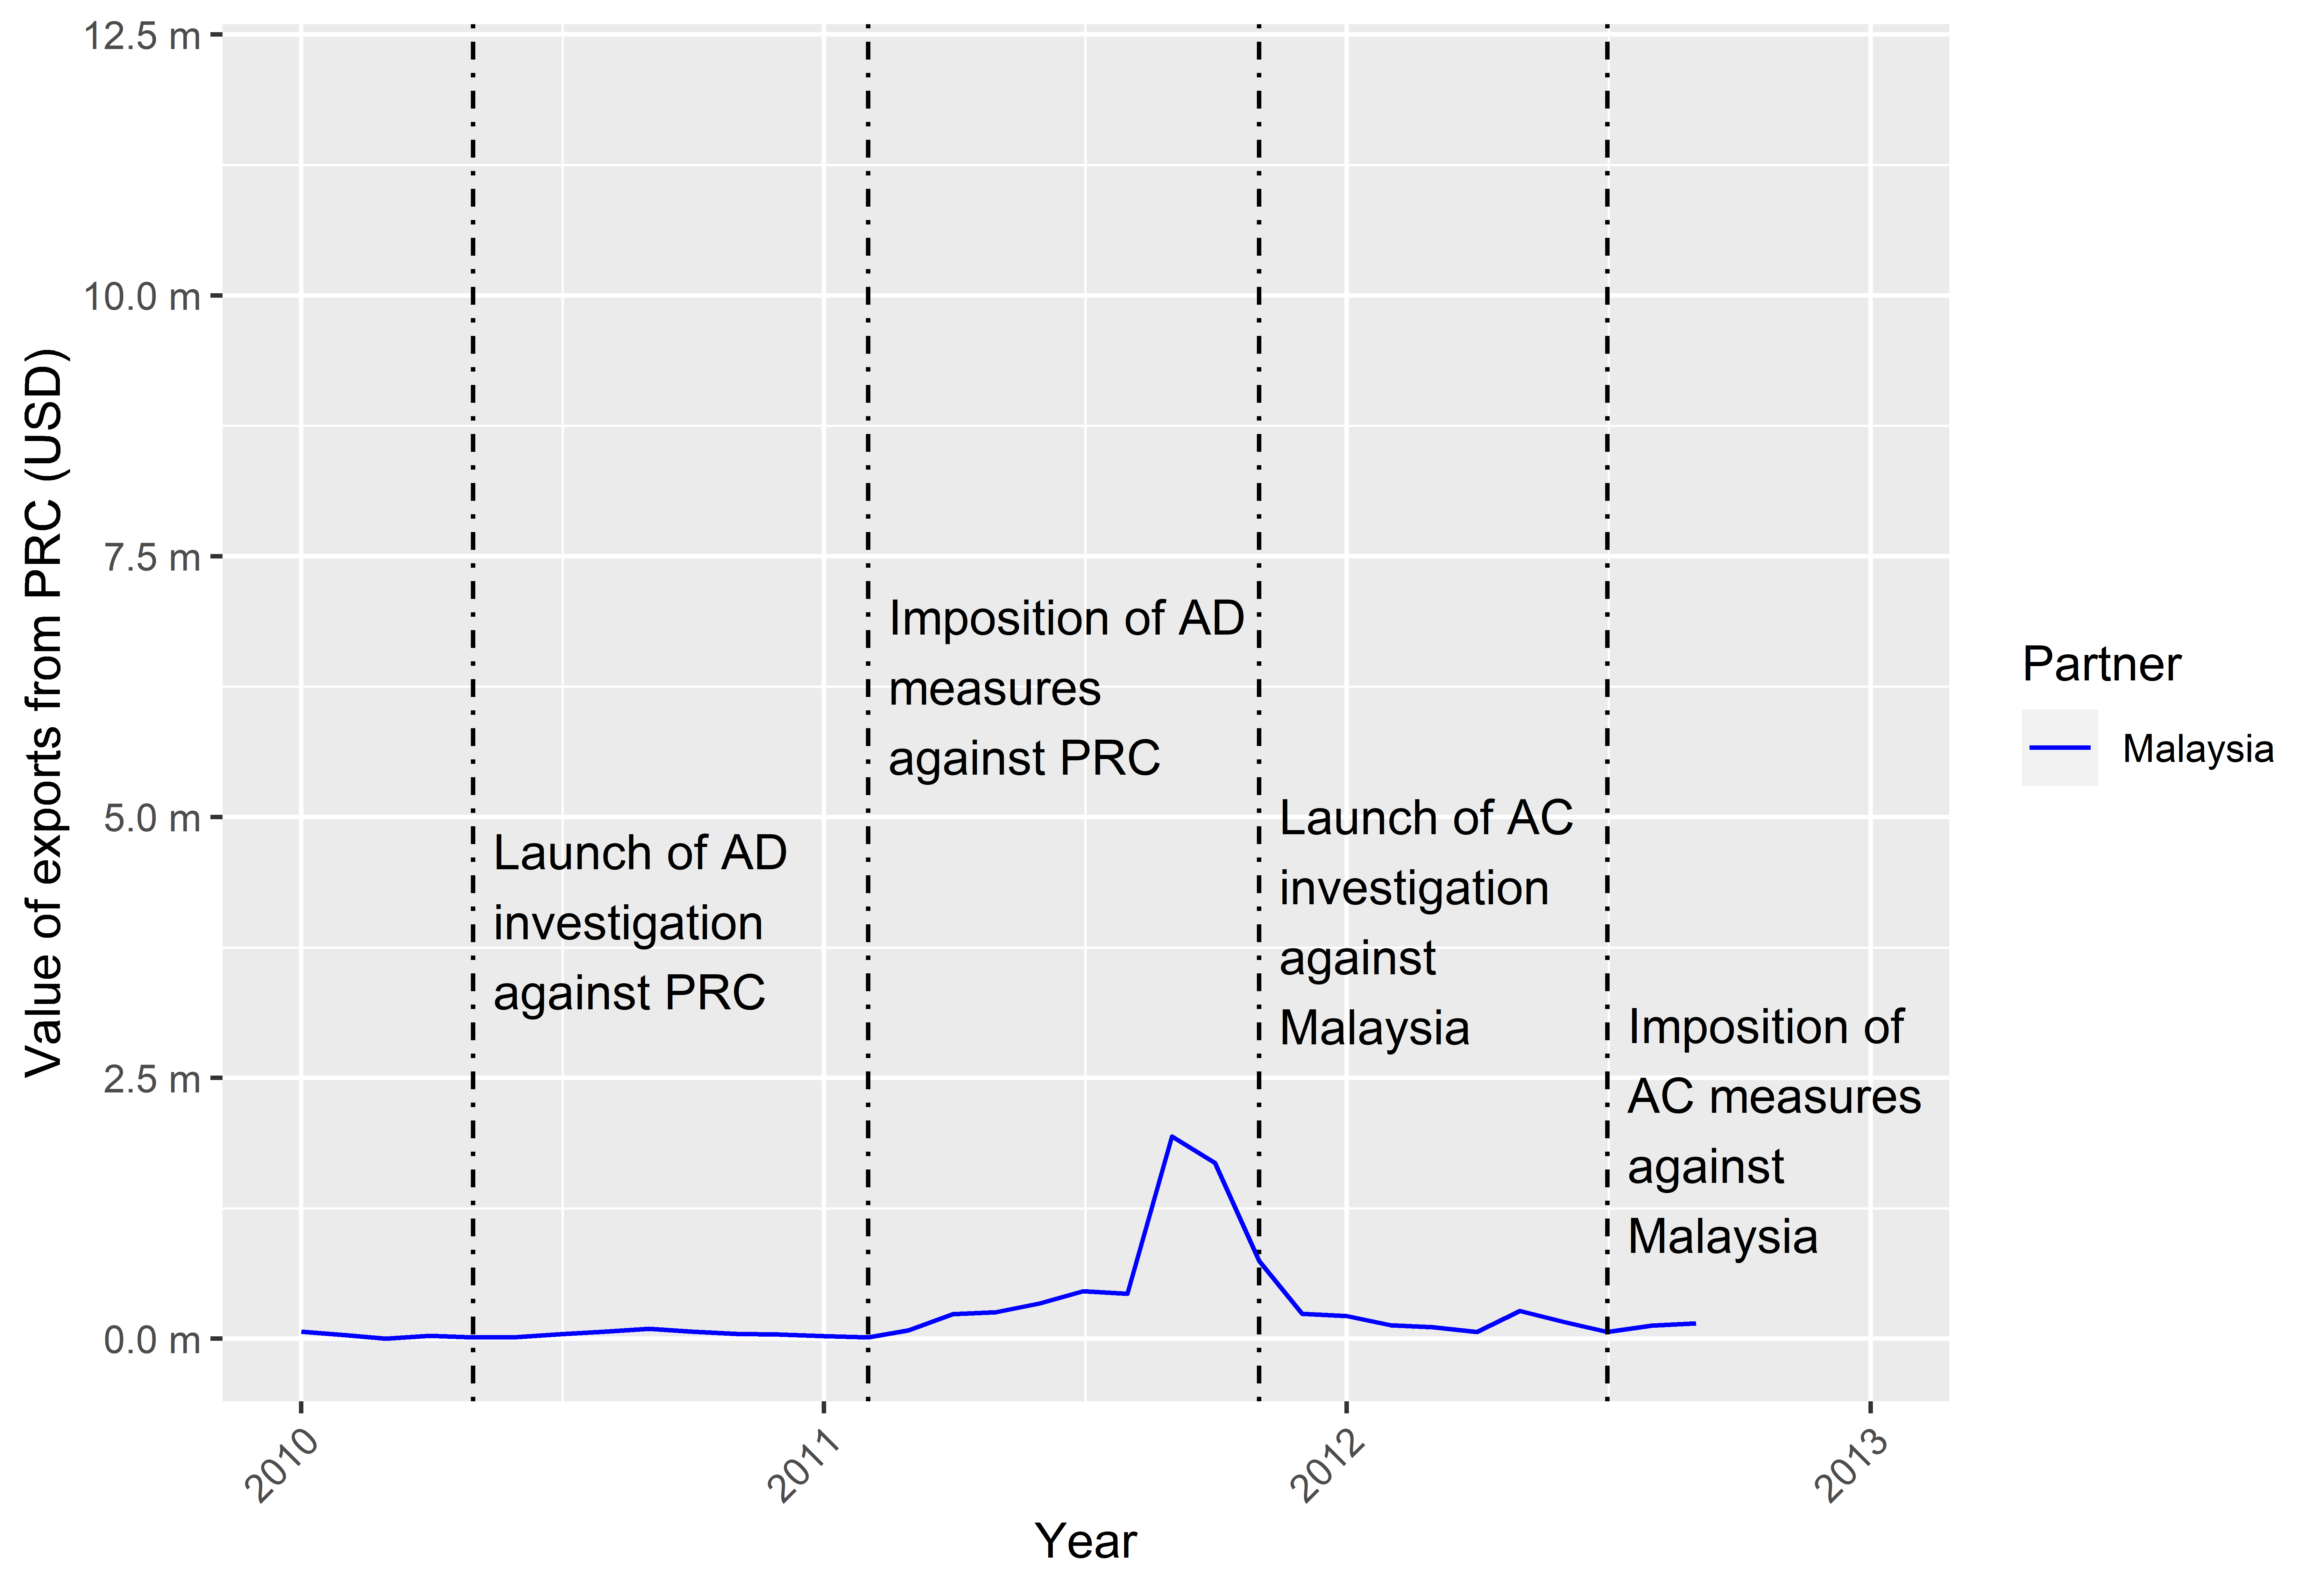 12.5 m
10.0 m
7.5 m
5.0 m
2.5 m
0.0 m
Value of exports from PRC (USD)
Launch of AD
investigation
against PRC
Imposition of AD
measures
against PRC
Launch of AC
investigation
against
Malaysia
Imposition of
AC measures
against
Malaysia
2010
2011
2012
2013
Year
Partner
Malaysia